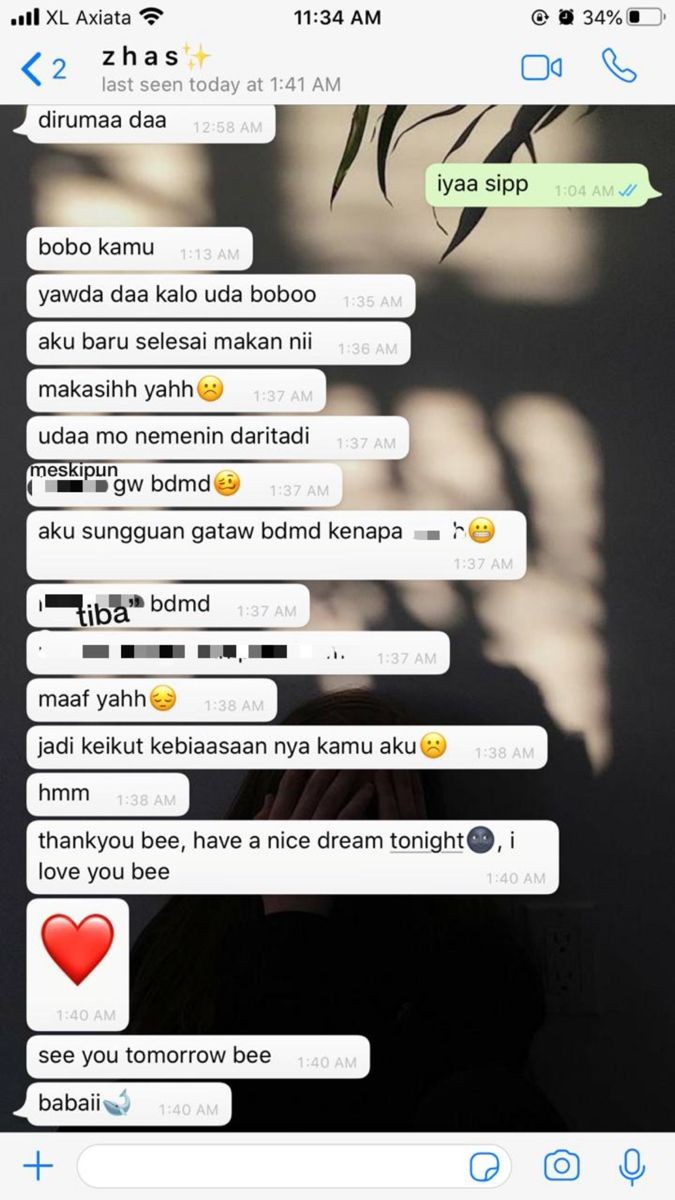 XL Axiata
11:34 AM
34%
2
z h a s✨
last seen today at 1:41 AM
dirumaa daa
12:58 AM
iyaa sipp
1:04 AM
bobo kamu
1:13 AM
yawda daa kalo uda boboo
1:35 AM
aku baru selesai makan nii
1:36 AM
makasihh yahh☹️
1:37 AM
udaa mo nemenin daritadi
1:37 AM
meskipun
gw bdmd🥴
1:37 AM
aku sungguan gataw bdmd kenapa
h😬
1:37 AM
tiba” bdmd
1:37 AM
1:37 AM
maaf yahh😔
1:38 AM
jadi keikut kebiaasaan nya kamu aku☹️
1:38 AM
hmm
1:38 AM
thankyou bee, have a nice dream tonight🌚, i
love you bee
1:40 AM
❤️
1:40 AM
see you tomorrow bee
1:40 AM
babaii🐋
1:40 AM